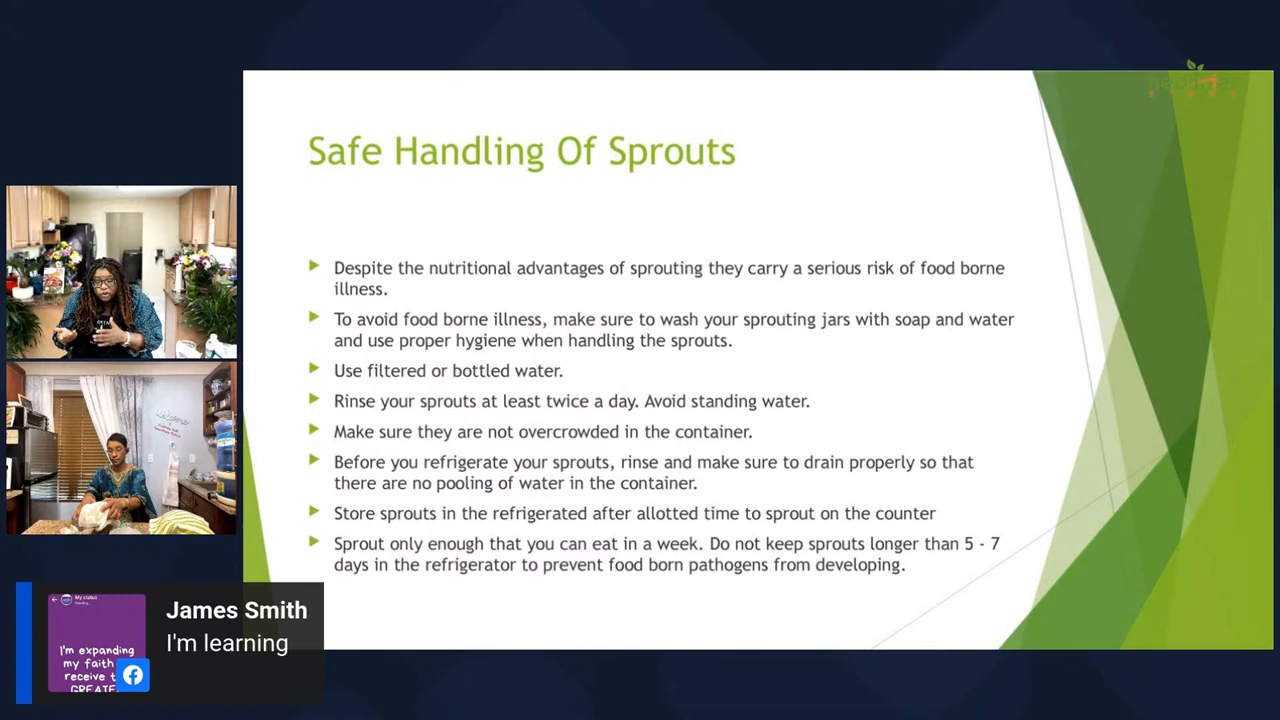 Safe Handling Of Sprouts
Despite the nutritional advantages of sprouting they carry a serious risk of food borne
illness.
To avoid food borne illness, make sure to wash your sprouting jars with soap and water
and use proper hygiene when handling the sprouts.
Use filtered or bottled water.
Rinse your sprouts at least twice a day. Avoid standing water.
Make sure they are not overcrowded in the container.
Before you refrigerate your sprouts, rinse and make sure to drain properly so that
there are no pooling of water in the container.
Store sprouts in the refrigerated after allotted time to sprout on the counter
Sprout only enough that you can eat in a week. Do not keep sprouts longer than 5 - 7
days in the refrigerator to prevent food born pathogens from developing.
My status
I'm expanding
my faith
receive
GREATE
James Smith
I'm learning